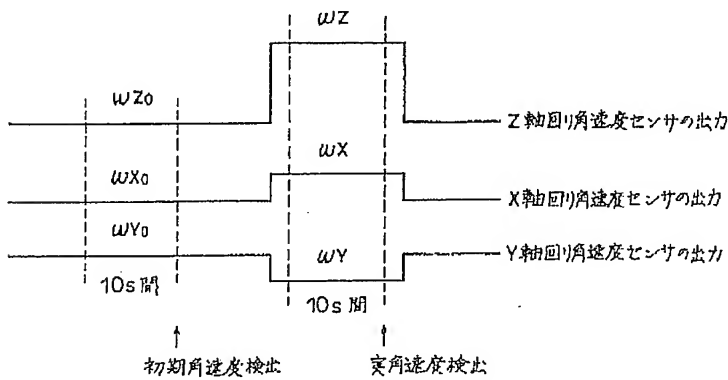 ωZ
ωZ0
Z軸回り角速度センサの出力
ωX
ωX0
X軸回り角速度センサの出力
ωY0
ωY
Y軸回り角速度センサの出力
10s間
10s間
初期角速度検出
実角速度検出